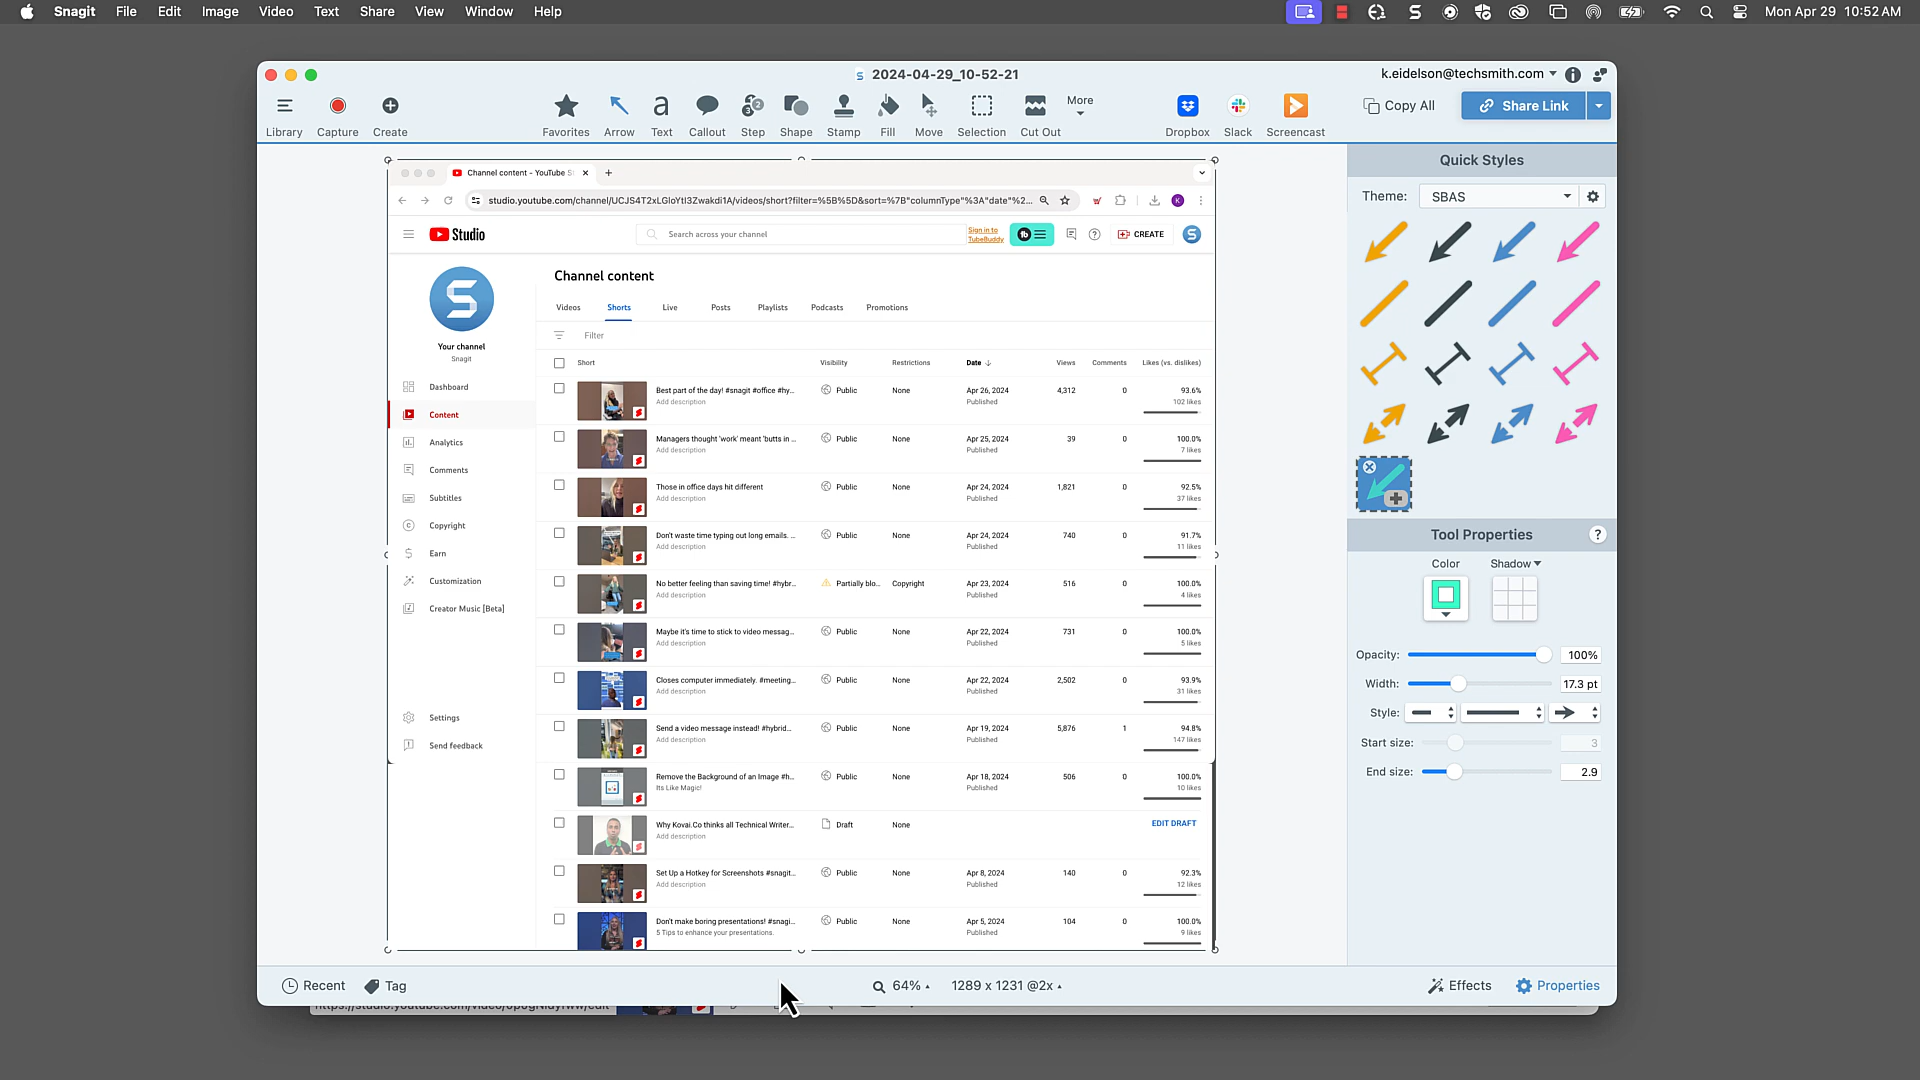 Snagit File Edit Image Video Text Share View Window Help Mon Apr 29 10:52 AM
2024-04-29_10-52-21 k.eidelson@techsmith.com
Library Capture Create Favorites Arrow Text Callout Step Shape Stamp Fill Move Selection Cut Out More Dropbox Slack Screencast Copy All Share Link
Channel content - YouTube S
studio.youtube.com/channel/
Studio Search across your channel Sign in to TubeBuddy CREATE
Channel content
Videos Shorts Live Posts Playlists Podcasts Promotions
Filter
Your channel
Snagit
Dashboard
Content
Analytics
Comments
Subtitles
Copyright
Earn
Customization
Creator Music [Beta]
Settings
Send feedback
Short Visibility Restrictions Date Views Comments Likes (vs. dislikes)
Best part of the day! #snagit #office #hy... Public None Apr 26, 2024 4,312 0 93.6%
Add description Published 102 likes
Managers thought 'work' meant 'butts in ... Public None Apr 25, 2024 39 0 100.0%
Add description Published 7 likes
Those in office days hit different Public None Apr 24, 2024 1,821 0 92.5%
Add description Published 37 likes
Don't waste time typing out long emails. ... Public None Apr 24, 2024 740 0 91.7%
Add description Published 11 likes
No better feeling than saving time! #hybr... Partially blo... Copyright Apr 23, 2024 516 0 100.0%
Add description Published 4 likes
Maybe it's time to stick to video messag... Public None Apr 22, 2024 731 0 100.0%
Add description Published 5 likes
Closes computer immediately. #meeting... Public None Apr 22, 2024 2,502 0 93.9%
Add description Published 31 likes
Send a video message instead! #hybrid... Public None Apr 19, 2024 5,876 1 94.8%
Add description Published 147 likes
Remove the Background of an Image #h... Public None Apr 18, 2024 506 0 100.0%
Its Like Magic! Published 10 likes
Why Kovai.Co thinks all Technical Writer... Draft None EDIT DRAFT
Add description
Set Up a Hotkey for Screenshots #snagit... Public None Apr 8, 2024 140 0 92.3%
Add description Published 12 likes
Don't make boring presentations! #snagi... Public None Apr 5, 2024 104 0 100.0%
5 Tips to enhance your presentations. Published 9 likes
Quick Styles
Theme: SBAS
Tool Properties ?
Color Shadow
Opacity: 100%
Width: 17.3 pt
Style:
Start size: 3
End size: 2.9
Recent Tag 64% 1289 x 1231 @2x Effects Properties